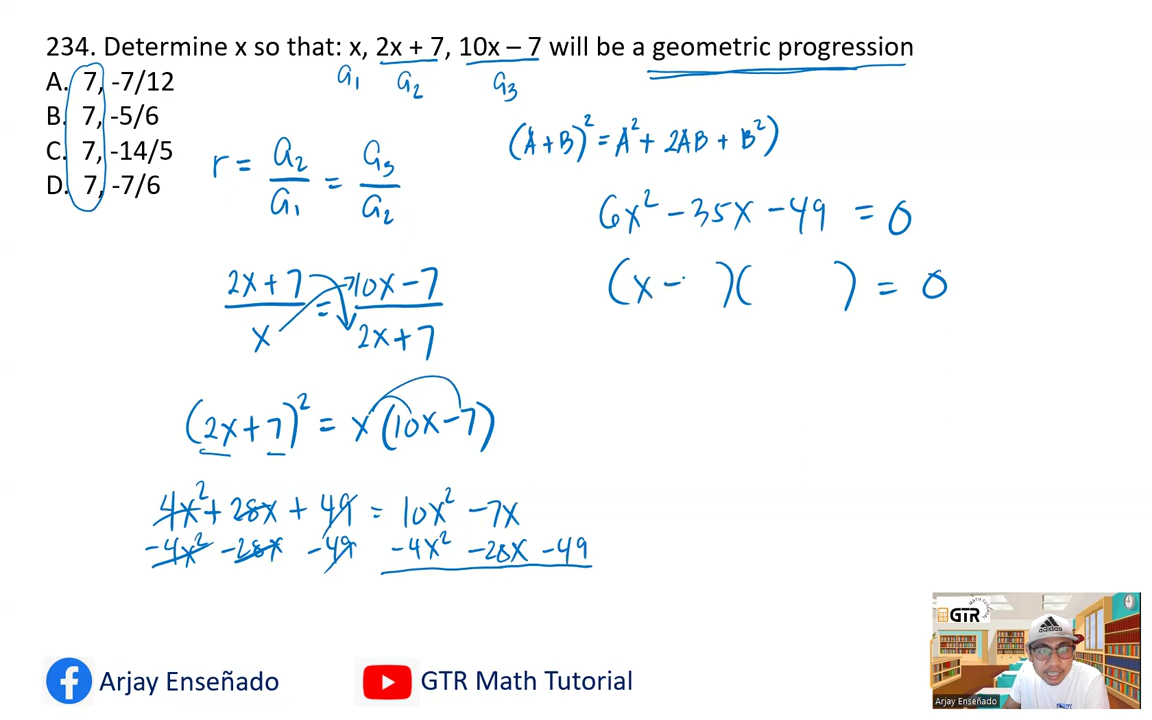 234. Determine x so that: x, 2x + 7, 10x – 7 will be a geometric progression
A. 7, -7/12
B. 7, -5/6
C. 7, -14/5
D. 7, -7/6
a₁ a₂ a₃
(A+B)² = A² + 2AB + B²)
r = a₂/a₁ = a₃/a₂
6x² - 35x - 49 = 0
(x - )( ) = 0
2x+7 = 10x-7
x 2x+7
(2x+7)² = x(10x-7)
4x² + 28x + 49 = 10x² - 7x
-4x² -28x -49 -4x² -28x -49
MATH TUTORIAL
GTR
adidas
Arjay Enseñado
Arjay Enseñado
GTR Math Tutorial